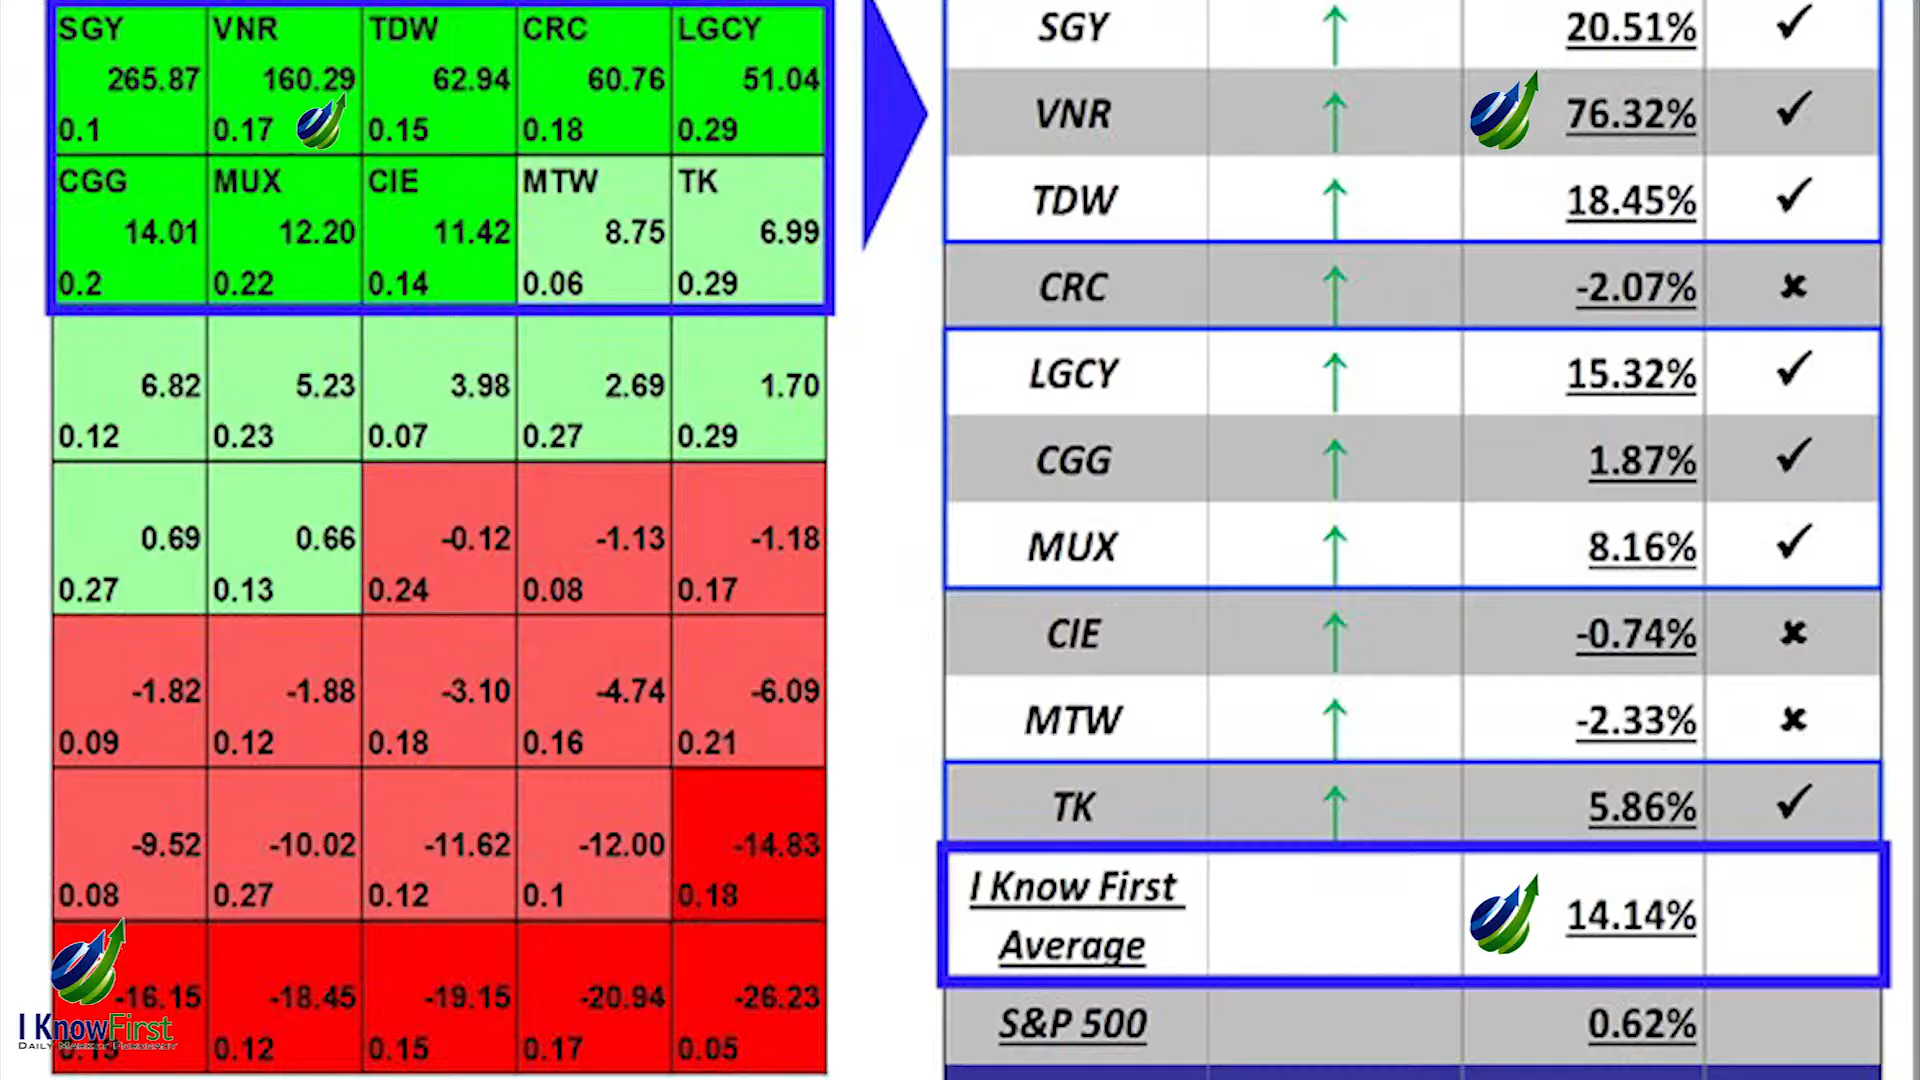 SGY VNR TDW CRC LGCY
265.87 160.29 62.94 60.76 51.04
0.1 0.17 0.15 0.18 0.29
CGG MUX CIE MTW TK
14.01 12.20 11.42 8.75 6.99
0.2 0.22 0.14 0.06 0.29
6.82 5.23 3.98 2.69 1.70
0.12 0.23 0.07 0.27 0.29
0.69 0.66 -0.12 -1.13 -1.18
0.27 0.13 0.24 0.08 0.17
-1.82 -1.88 -3.10 -4.74 -6.09
0.09 0.12 0.18 0.16 0.21
-9.52 -10.02 -11.62 -12.00 -14.83
0.08 0.27 0.12 0.1 0.18
-16.15 -18.45 -19.15 -20.94 -26.23
0.12 0.15 0.17 0.05
I KnowFirst
DAILY MARKET FORECAST
SGY ↑ 20.51% ✓
VNR ↑ 76.32% ✓
TDW ↑ 18.45% ✓
CRC ↑ -2.07% ✘
LGCY ↑ 15.32% ✓
CGG ↑ 1.87% ✓
MUX ↑ 8.16% ✓
CIE ↑ -0.74% ✘
MTW ↑ -2.33% ✘
TK ↑ 5.86% ✓
I Know First
Average 14.14%
S&P 500 0.62%